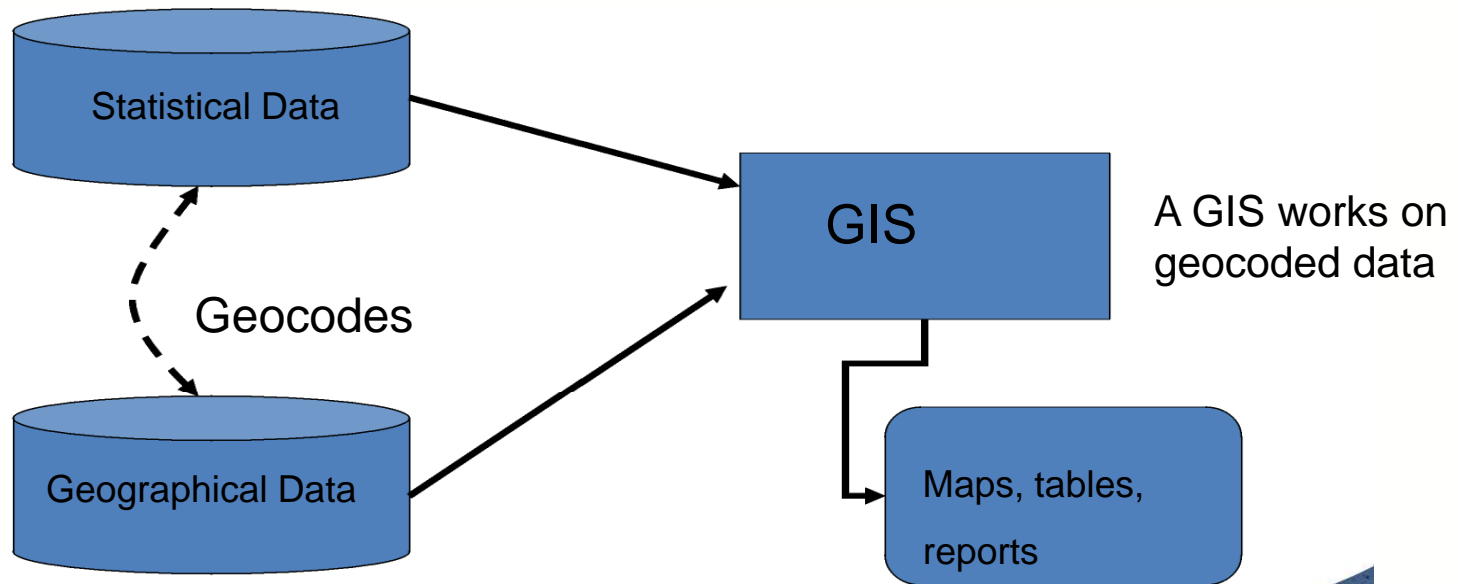 Statistical Data
GIS
A GIS works on
geocoded data
Geocodes
Geographical Data
Maps, tables,
reports